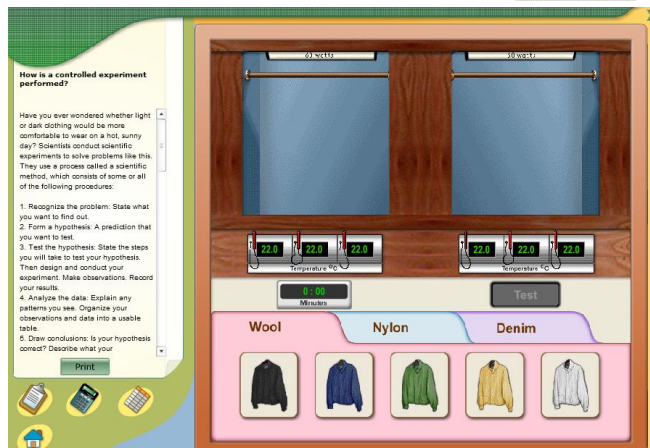 How is a controlled experiment
performed?
Have you ever wondered whether light
or dark clothing would be more
comfortable to wear on a hot, sunny
day? Scientists conduct scientific
experiments to solve problems like this.
They use a process called a scientific
method, which consists of some or all
of the following procedures:
1. Recognize the problem: State what
you want to find out.
2. Form a hypothesis: A prediction that
you want to test.
3. Test the hypothesis: State the steps
you will take to test your hypothesis.
Then design and conduct your
experiment. Make observations. Record
your results.
4. Analyze the data: Explain any
patterns you see. Organize your
observations and data into a usable
table.
5. Draw conclusions: Is your hypothesis
correct? Describe what your
Print
watts
watts
22.0 22.0 22.0
Temperature °C
22.0 22.0 22.0
Temperature °C
0:00
Minutes
Test
Wool
Nylon
Denim